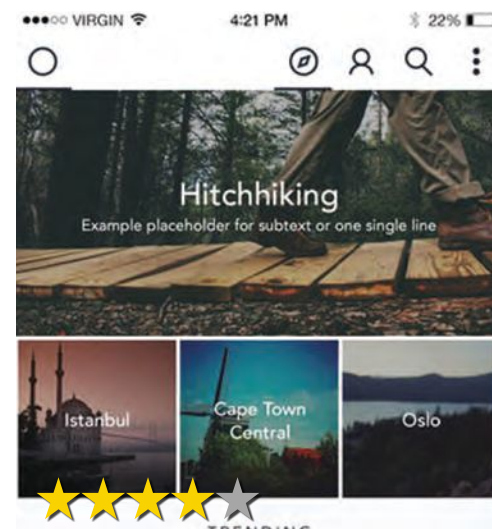 VIRGIN 4:21 PM 22%
Hitchhiking
Example placeholder for subtext or one single line
Istanbul
Cape Town
Central
Oslo
TRENDING